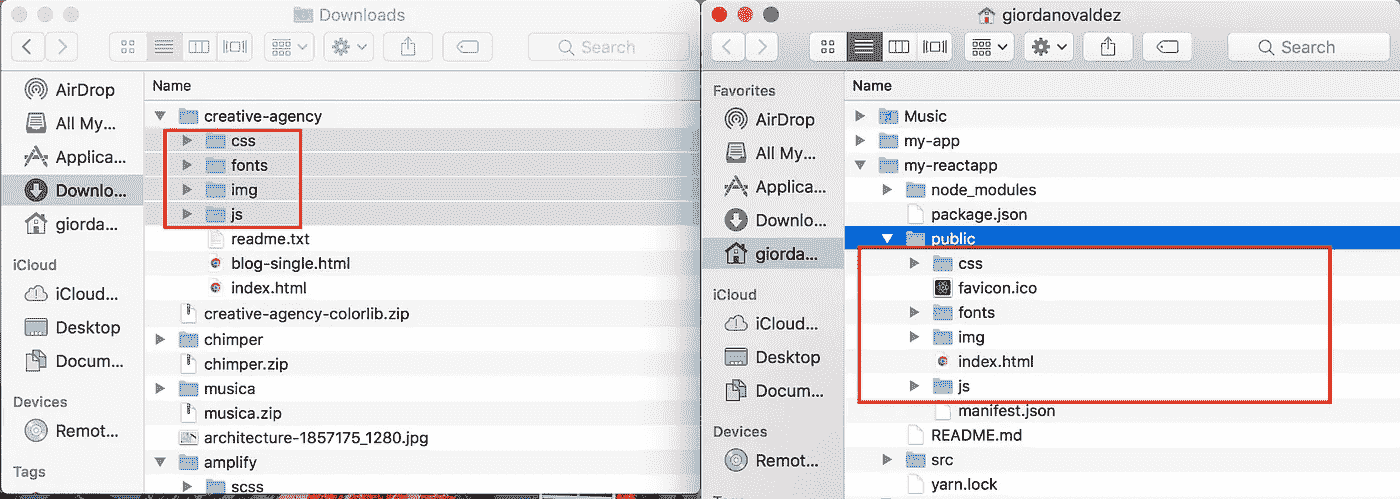 Downloads
Search
AirDrop
All My...
Applica...
Downlo...
giorda...
iCloud
iCloud...
Desktop
Docum...
Devices
Remot...
Tags
Name
creative-agency
css
fonts
img
js
readme.txt
blog-single.html
index.html
creative-agency-colorlib.zip
chimper
chimper.zip
musica
musica.zip
architecture-1857175_1280.jpg
amplify
scss
giordanovaldez
Search
Favorites
AirDrop
All My...
Applica...
Downlo...
giorda...
iCloud
iCloud...
Desktop
Docum...
Devices
Remot...
Name
Music
my-app
my-reactapp
node_modules
package.json
public
css
favicon.ico
fonts
img
index.html
js
manifest.json
README.md
src
yarn.lock